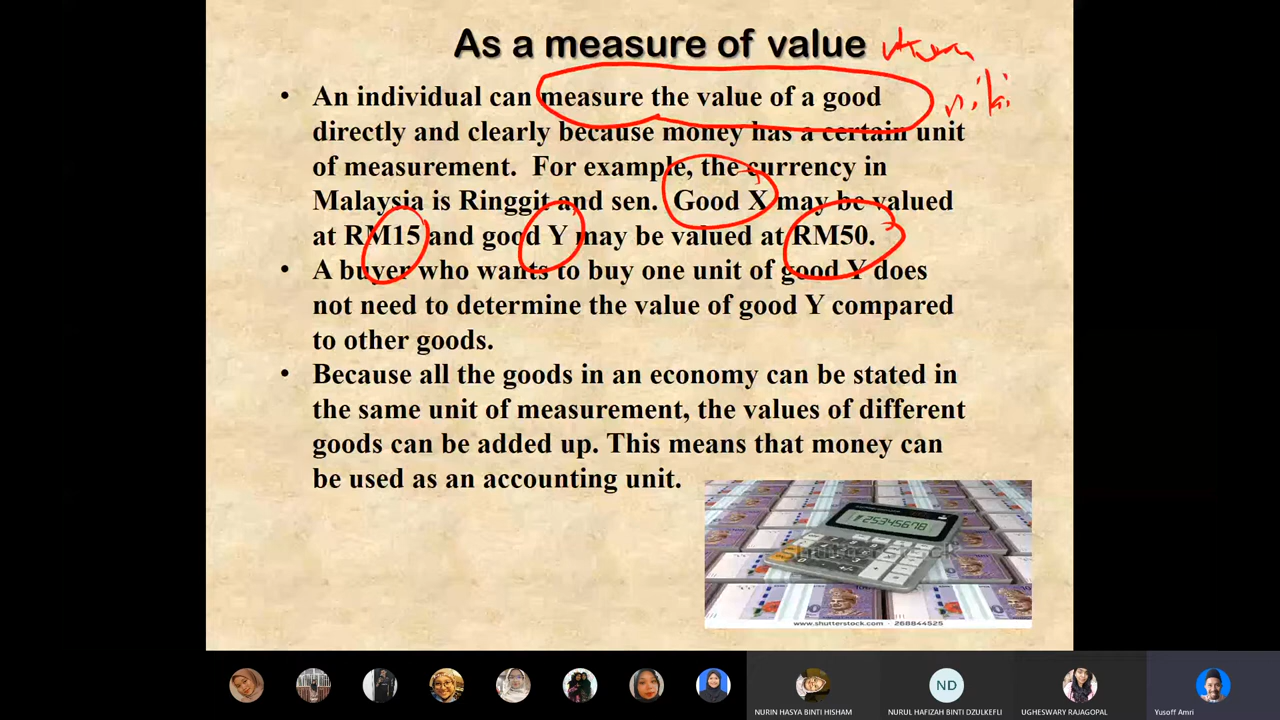 As a measure of value
nilai
• An individual can measure the value of a good
directly and clearly because money has a certain unit
of measurement. For example, the currency in
Malaysia is Ringgit and sen. Good X may be valued
at RM15 and good Y may be valued at RM50.
• A buyer who wants to buy one unit of good Y does
not need to determine the value of good Y compared
to other goods.
• Because all the goods in an economy can be stated in
the same unit of measurement, the values of different
goods can be added up. This means that money can
be used as an accounting unit.
shutterstock
www.shutterstock.com · 268844525
ND
NURIN HASYA BINTI HISHAM
NURUL HAFIZAH BINTI DZULKEFLI
UGHESWARY RAJAGOPAL
Yusoff Amri